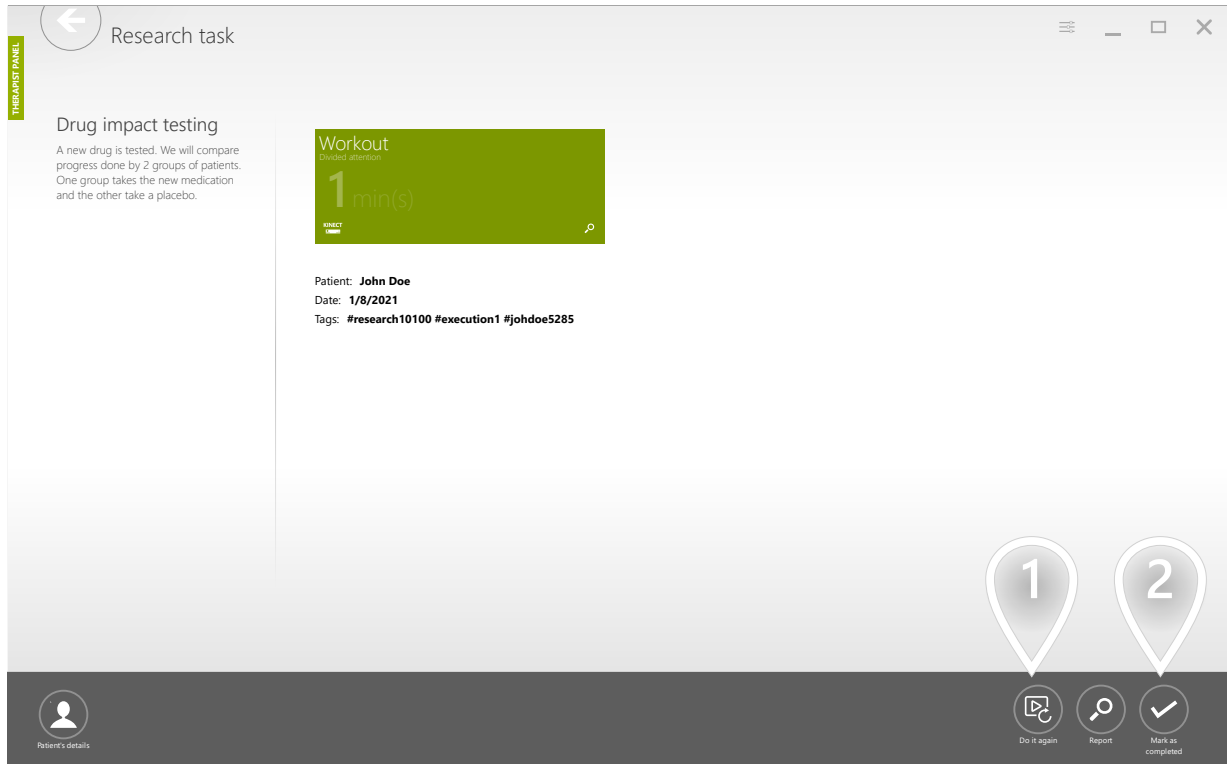 Research task
THERAPIST PANEL
Drug impact testing
A new drug is tested. We will compare
progress done by 2 groups of patients.
One group takes the new medication
and the other take a placebo.
Workout
Divided attention
1 min(s)
KINECT
Patient: John Doe
Date: 1/8/2021
Tags: #research10100 #execution1 #johdoe5285
1
2
Patient's details
Do it again
Report
Mark as
completed